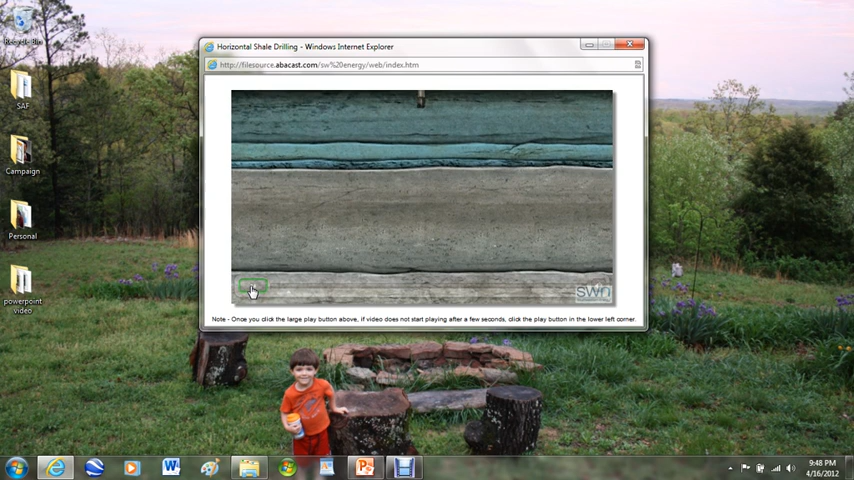 Recycle Bin
SAF
Campaign
Personal
powerpoint
video
Horizontal Shale Drilling - Windows Internet Explorer
http://filesource.abacast.com/sw%20energy/web/index.htm
swn
Note - Once you click the large play button above, if video does not start playing after a few seconds, click the play button in the lower left corner.
9:48 PM
4/16/2012